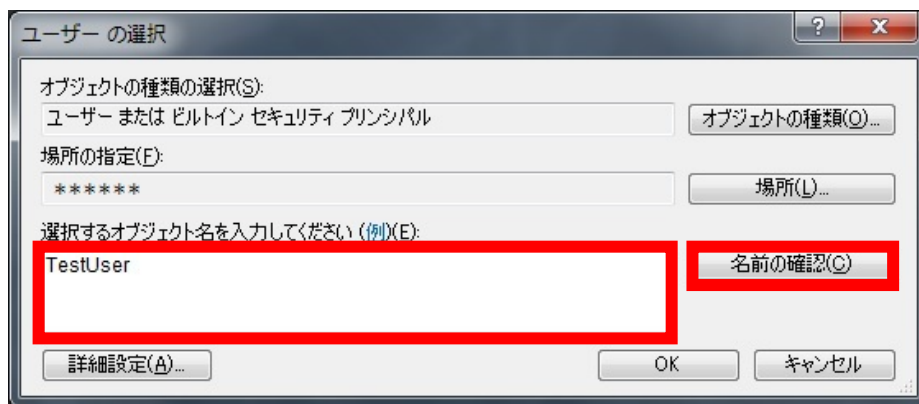 ユーザー の選択
オブジェクトの種類の選択(S):
ユーザー または ビルトイン セキュリティ プリンシパル
オブジェクトの種類(O)...
場所の指定(F):
******
場所(L)...
選択するオブジェクト名を入力してください (例)(E):
TestUser
名前の確認(C)
詳細設定(A)...
OK
キャンセル